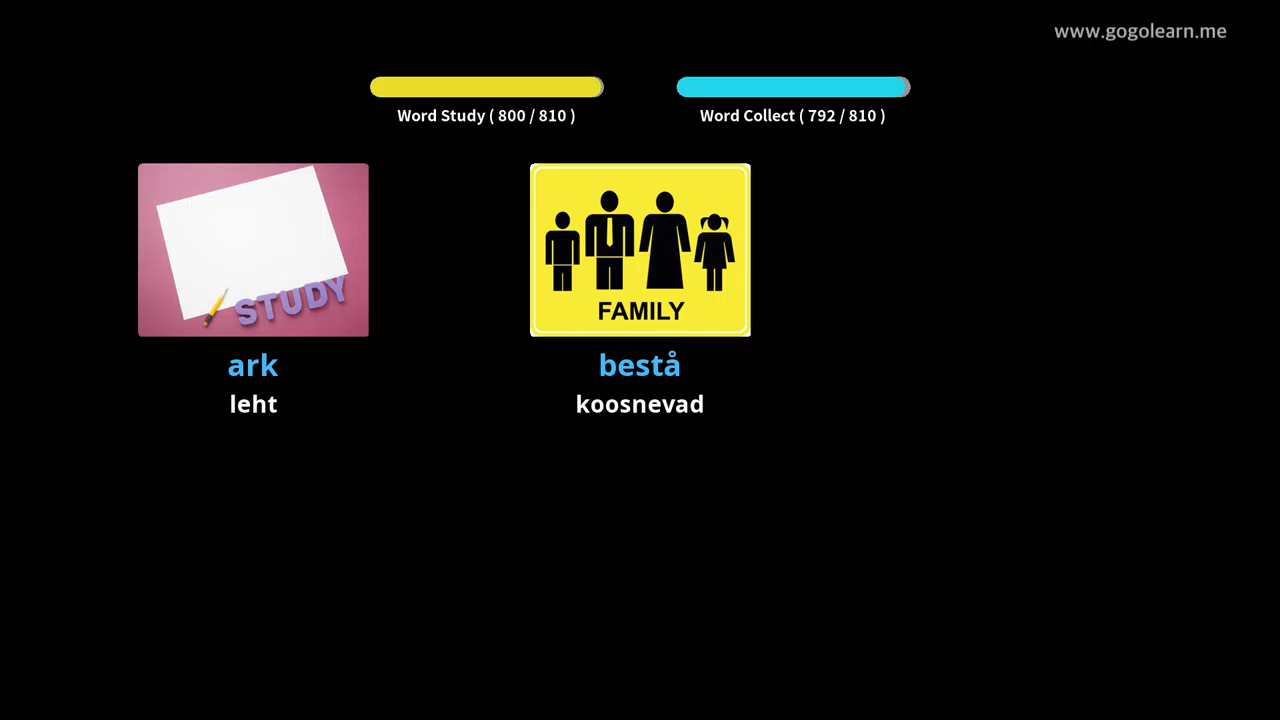 www.gogolearn.me
Word Study ( 800 / 810 )
Word Collect ( 792 / 810 )
STUDY
FAMILY
ark
bestå
leht
koosnevad